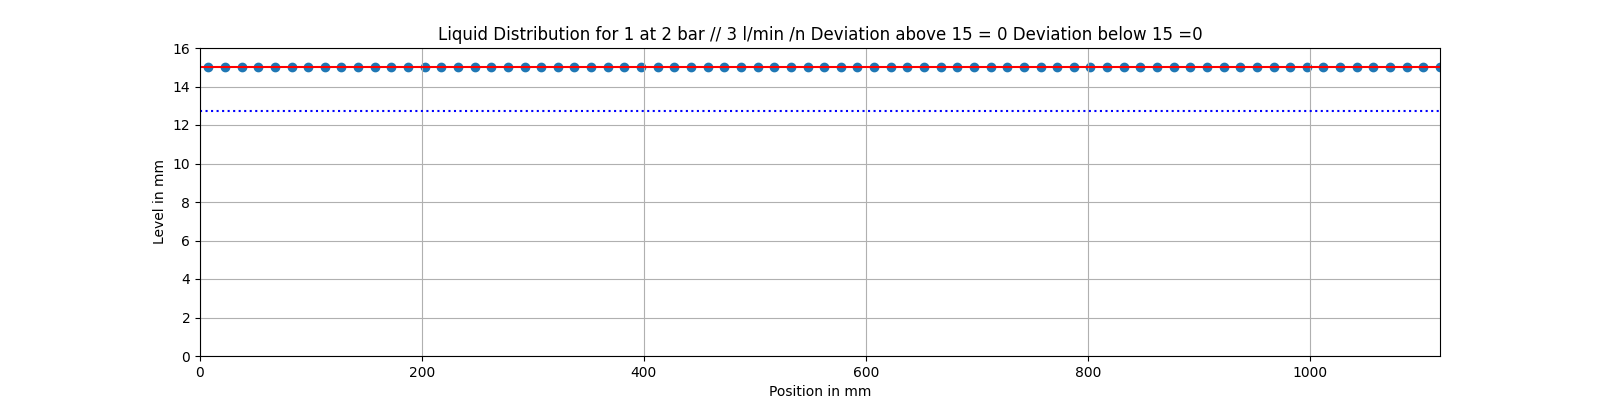 Liquid Distribution for 1 at 2 bar // 3 l/min /n Deviation above 15 = 0 Deviation below 15 =0
16
14
12
10
8
6
4
2
0
Level in mm
0 200 400 600 800 1000
Position in mm